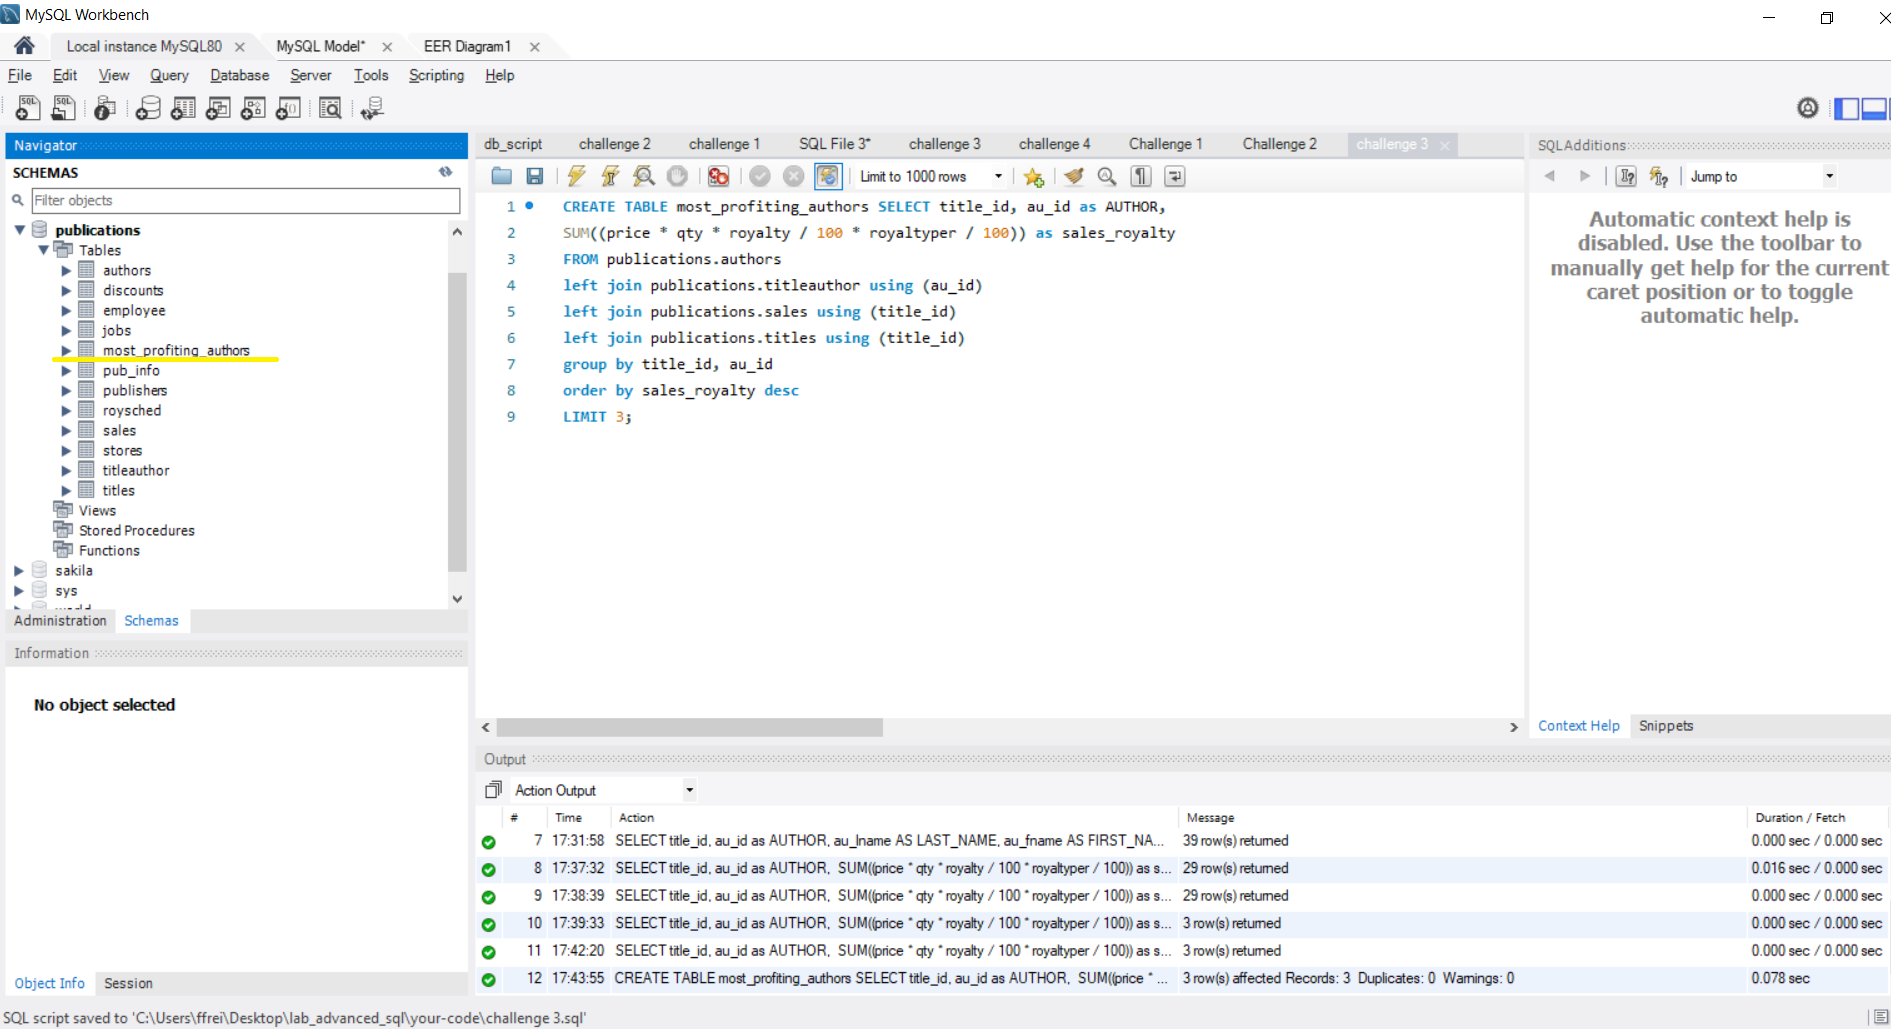 MySQL Workbench
Local instance MySQL80 MySQL Model* EER Diagram1
File Edit View Query Database Server Tools Scripting Help
Navigator
SCHEMAS
Filter objects
publications
Tables
authors
discounts
employee
jobs
most_profiting_authors
pub_info
publishers
roysched
sales
stores
titleauthor
titles
Views
Stored Procedures
Functions
sakila
sys
world
Administration Schemas
Information
No object selected
Object Info Session
db_script challenge 2 challenge 1 SQL File 3* challenge 3 challenge 4 Challenge 1 Challenge 2 challenge 3
Limit to 1000 rows
1 CREATE TABLE most_profiting_authors SELECT title_id, au_id as AUTHOR,
2 SUM((price * qty * royalty / 100 * royaltyper / 100)) as sales_royalty
3 FROM publications.authors
4 left join publications.titleauthor using (au_id)
5 left join publications.sales using (title_id)
6 left join publications.titles using (title_id)
7 group by title_id, au_id
8 order by sales_royalty desc
9 LIMIT 3;
SQLAdditions
Jump to
Automatic context help is
disabled. Use the toolbar to
manually get help for the current
caret position or to toggle
automatic help.
Context Help Snippets
Output
Action Output
# Time Action Message Duration / Fetch
7 17:31:58 SELECT title_id, au_id as AUTHOR, au_lname AS LAST_NAME, au_fname AS FIRST_NA... 39 row(s) returned 0.000 sec / 0.000 sec
8 17:37:32 SELECT title_id, au_id as AUTHOR, SUM((price * qty * royalty / 100 * royaltyper / 100)) as s... 29 row(s) returned 0.016 sec / 0.000 sec
9 17:38:39 SELECT title_id, au_id as AUTHOR, SUM((price * qty * royalty / 100 * royaltyper / 100)) as s... 29 row(s) returned 0.000 sec / 0.000 sec
10 17:39:33 SELECT title_id, au_id as AUTHOR, SUM((price * qty * royalty / 100 * royaltyper / 100)) as s... 3 row(s) returned 0.000 sec / 0.000 sec
11 17:42:20 SELECT title_id, au_id as AUTHOR, SUM((price * qty * royalty / 100 * royaltyper / 100)) as s... 3 row(s) returned 0.000 sec / 0.000 sec
12 17:43:55 CREATE TABLE most_profiting_authors SELECT title_id, au_id as AUTHOR, SUM((price * ... 3 row(s) affected Records: 3 Duplicates: 0 Warnings: 0 0.078 sec
SQL script saved to 'C:\Users\ffrei\Desktop\lab_advanced_sql\your-code\challenge 3.sql'